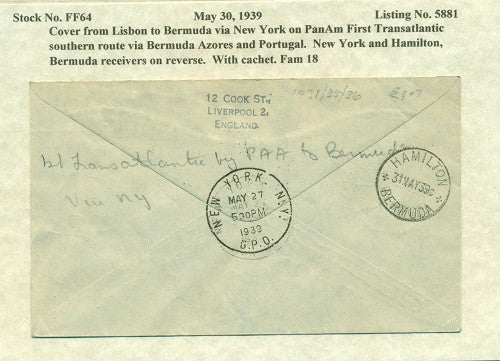 Stock No. FF64 May 30, 1939 Listing No. 5881
Cover from Lisbon to Bermuda via New York on PanAm First Transatlantic
southern route via Bermuda Azores and Portugal. New York and Hamilton,
Bermuda receivers on reverse. With cachet. Fam 18
12 COOK ST.,
LIVERPOOL 2,
ENGLAND.
1031/35/36
1st Transatlantic by PAA to Bermuda
Via NY
NEW YORK, N.Y.
MAY 27
530PM
1939
G.P.O.
HAMILTON
31 MAY 39
BERMUDA